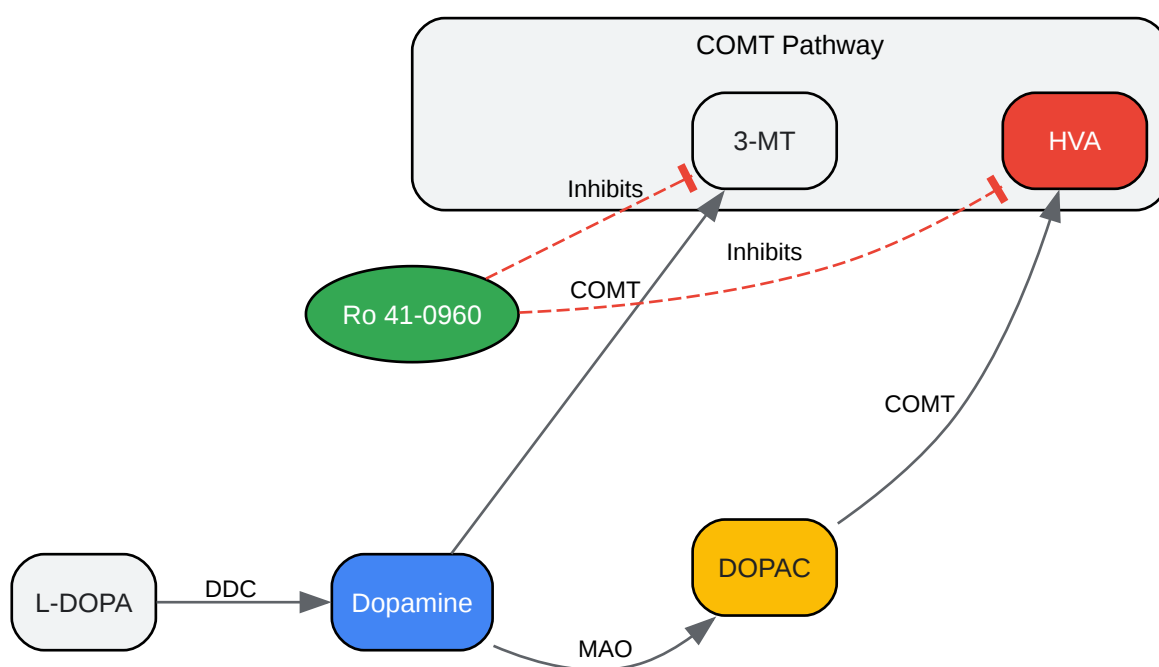 COMT Pathway
3-MT
HVA
Inhibits
Inhibits
COMT
Ro 41-0960
COMT
DOPAC
L-DOPA
DDC
Dopamine
MAO